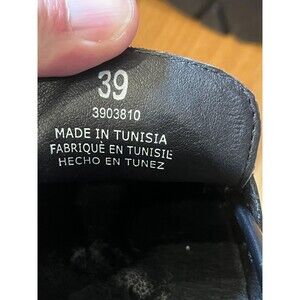 39
3903810
MADE IN TUNISIA
FABRIQUÈ EN TUNISIE
HECHO EN TUNEZ